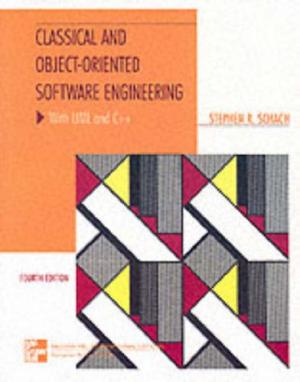 CLASSICAL AND
OBJECT-ORIENTED
SOFTWARE ENGINEERING
With UML and C++
STEPHEN R. SCHACH
FOURTH EDITION